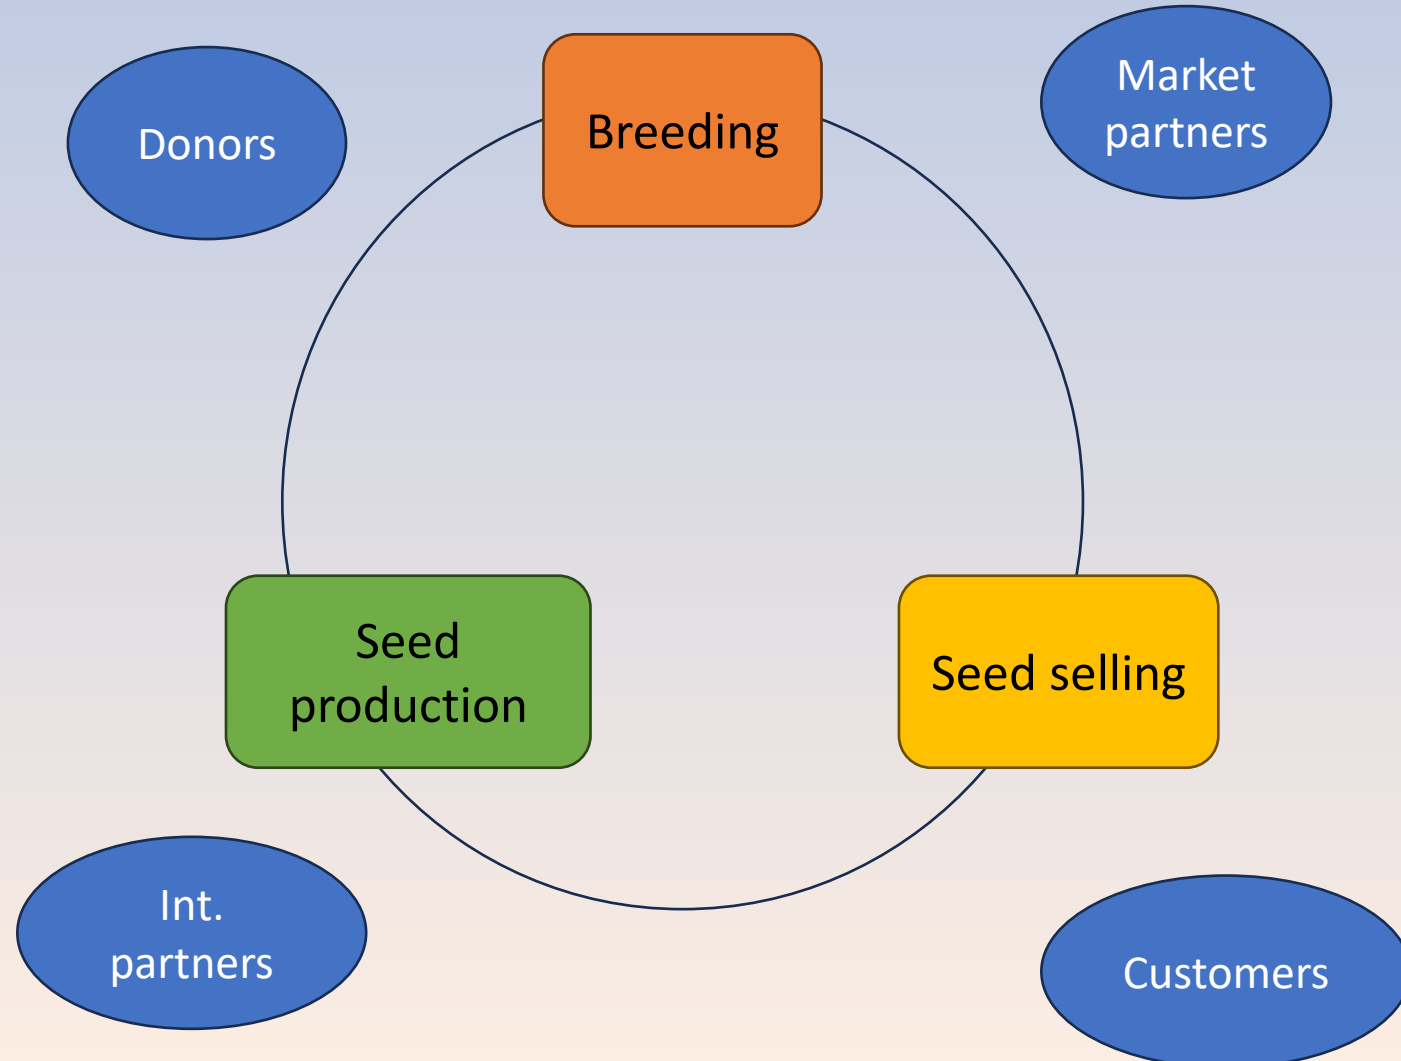 Donors
Breeding
Market
partners
Seed
production
Seed selling
Int.
partners
Customers